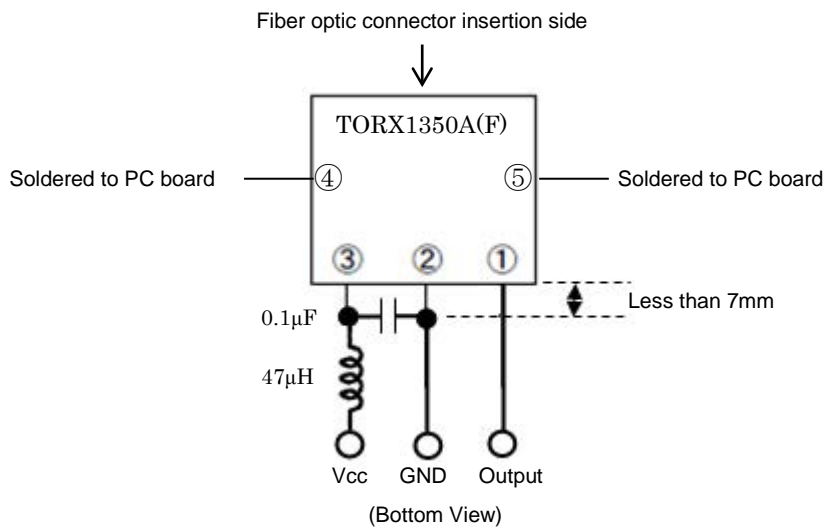 Fiber optic connector insertion side
TORX1350A(F)
Soldered to PC board
④
⑤
Soldered to PC board
③
②
①
Less than 7mm
0.1µF
47µH
Vcc
GND
Output
(Bottom View)